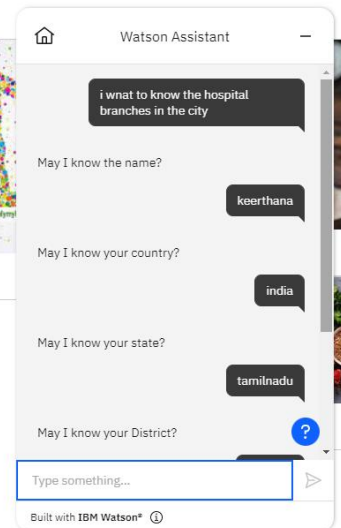 Watson Assistant
i wnat to know the hospital
branches in the city
May I know the name?
keerthana
May I know your country?
india
May I know your state?
tamilnadu
May I know your District?
?
Type something...
Built with IBM Watson®